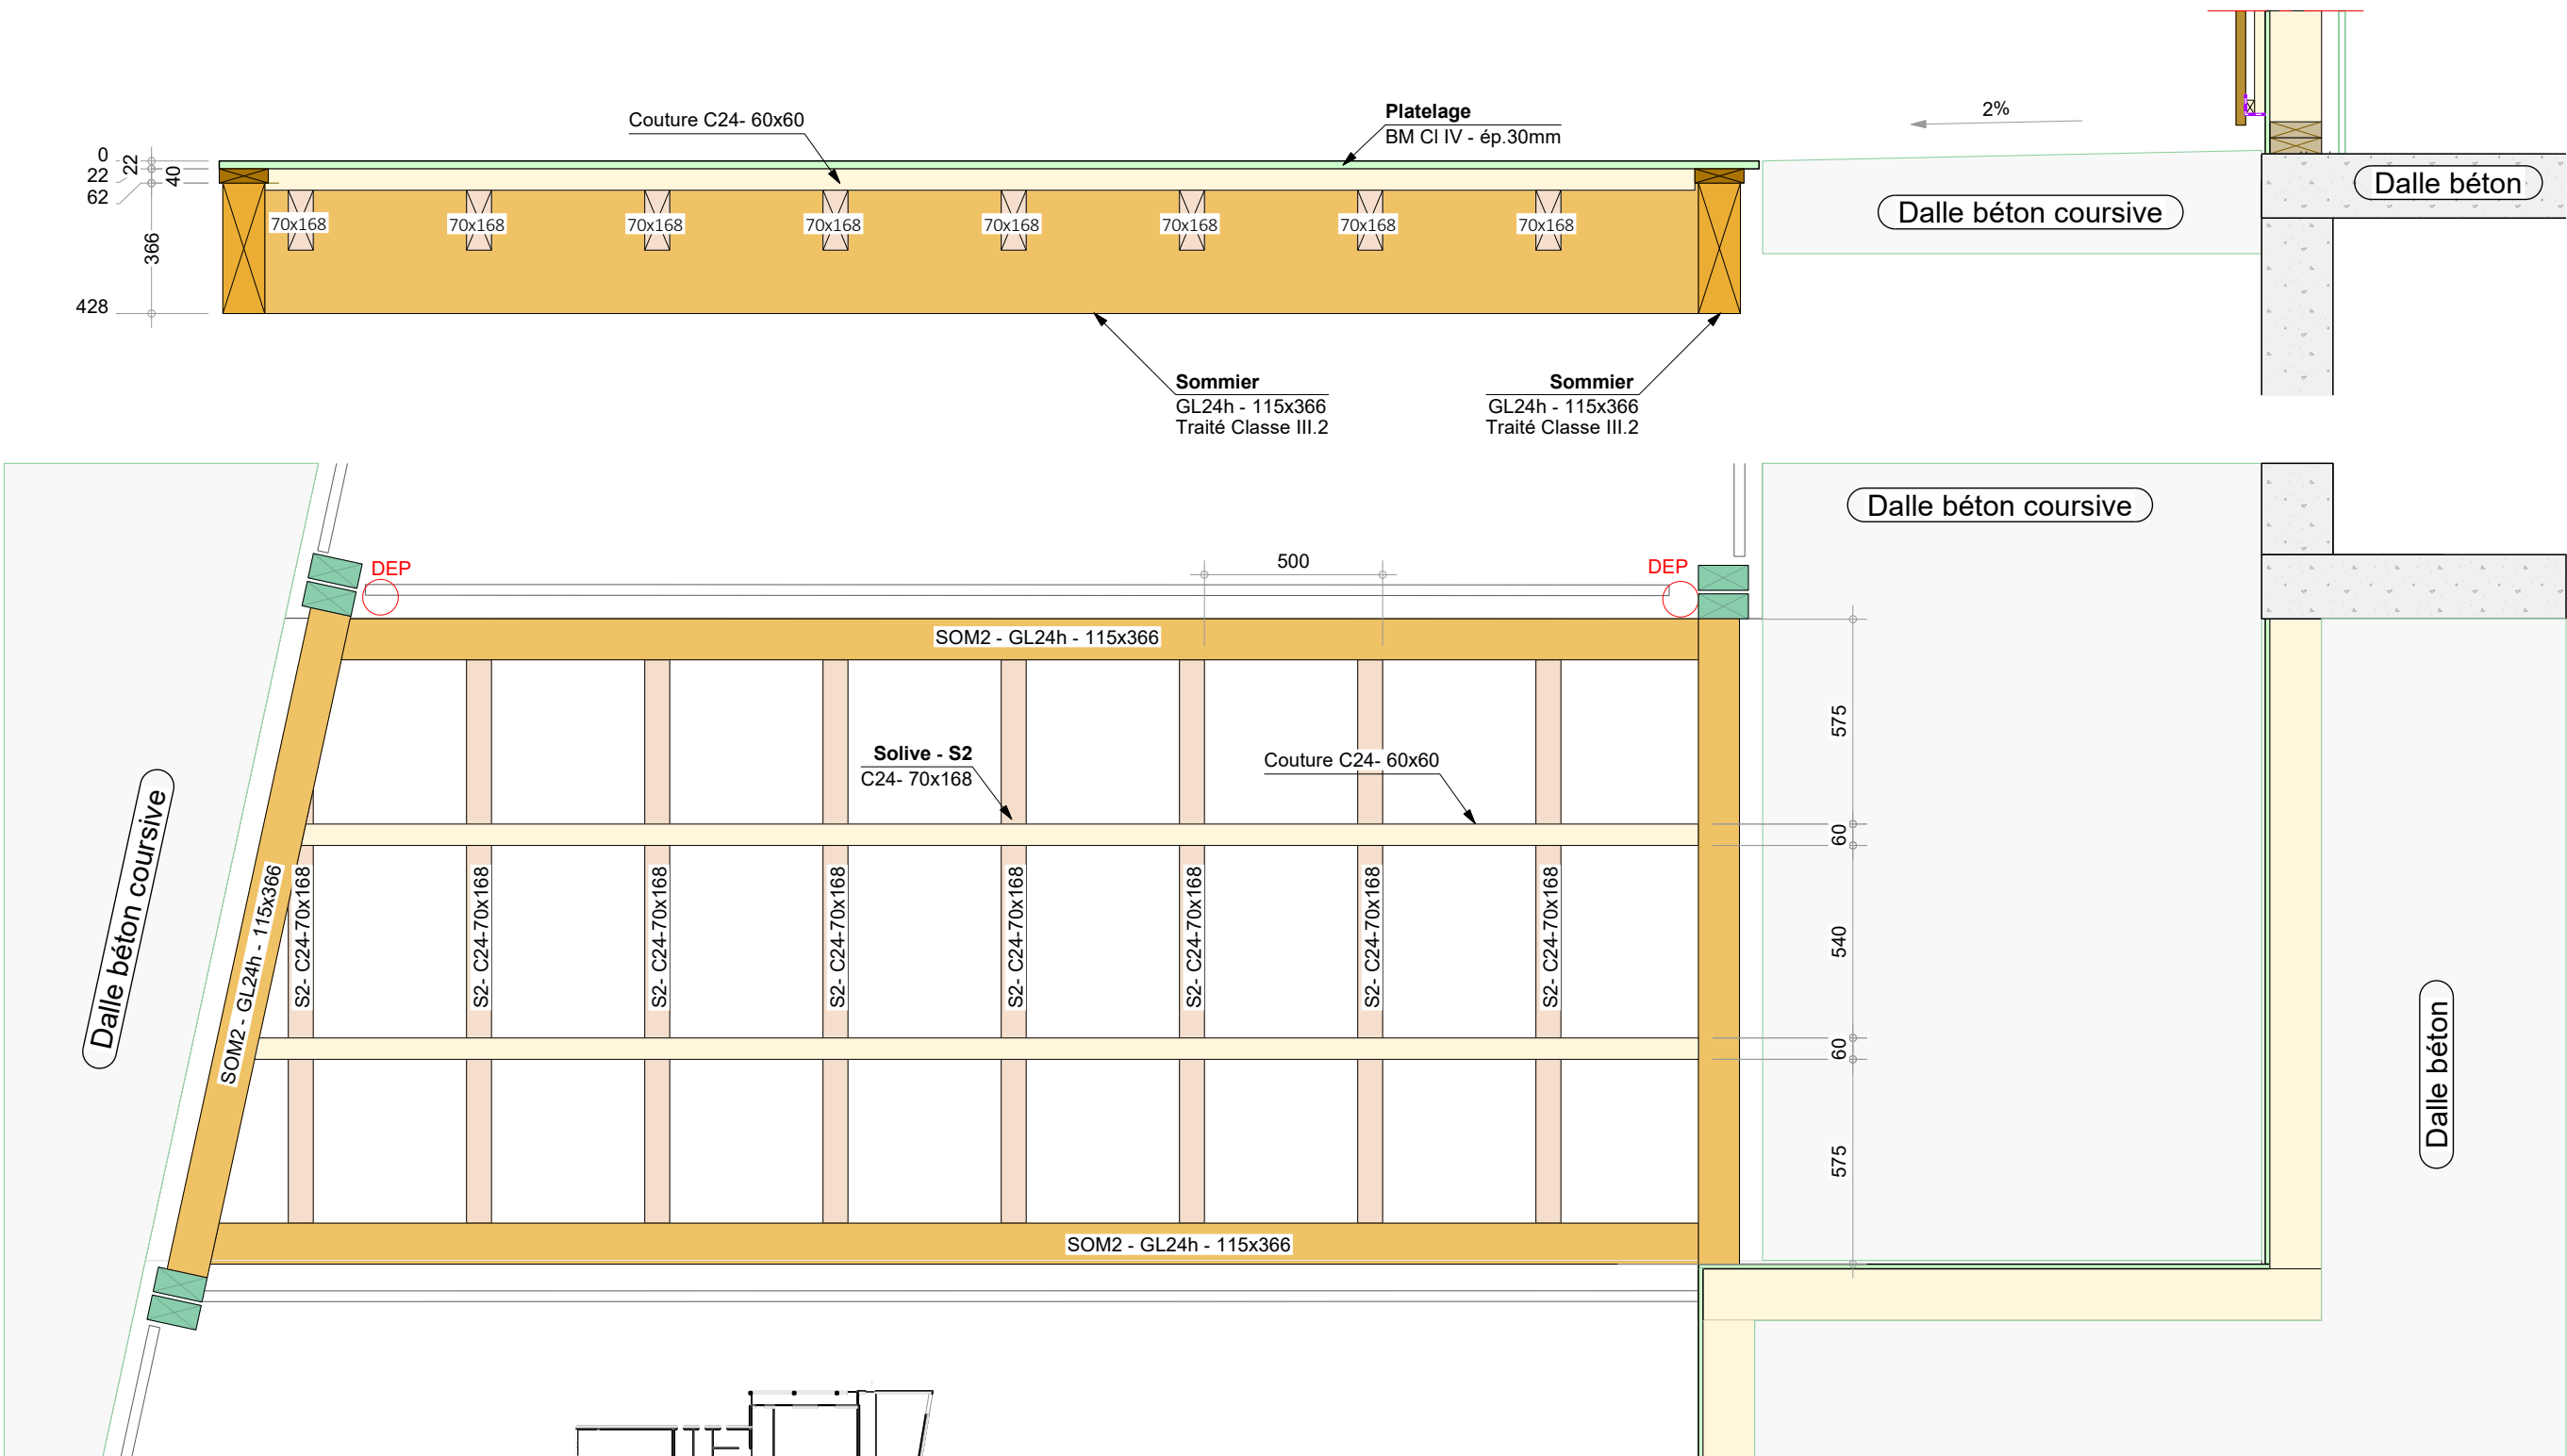 Couture C24- 60x60
Platelage
BM Cl IV - ép.30mm
2%
0
22
62
22
40
366
428
70x168
70x168
70x168
70x168
70x168
70x168
70x168
70x168
Dalle béton coursive
Dalle béton
Sommier
GL24h - 115x366
Traité Classe III.2
Sommier
GL24h - 115x366
Traité Classe III.2
Dalle béton coursive
DEP
500
DEP
SOM2 - GL24h - 115x366
575
Solive - S2
C24- 70x168
Couture C24- 60x60
60
Dalle béton coursive
SOM2 - GL24h - 115x366
S2- C24-70x168
S2- C24-70x168
S2- C24-70x168
S2- C24-70x168
S2- C24-70x168
S2- C24-70x168
S2- C24-70x168
S2- C24-70x168
540
60
Dalle béton
575
SOM2 - GL24h - 115x366